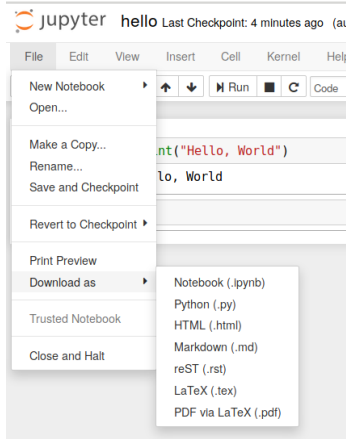 jupyter hello Last Checkpoint: 4 minutes ago (au
File Edit View Insert Cell Kernel Help
Run Code
New Notebook
Open...
Make a Copy...
Rename...
Save and Checkpoint
Revert to Checkpoint
Print Preview
Download as
Trusted Notebook
Close and Halt
nt("Hello, World")
lo, World
Notebook (.ipynb)
Python (.py)
HTML (.html)
Markdown (.md)
reST (.rst)
LaTeX (.tex)
PDF via LaTeX (.pdf)